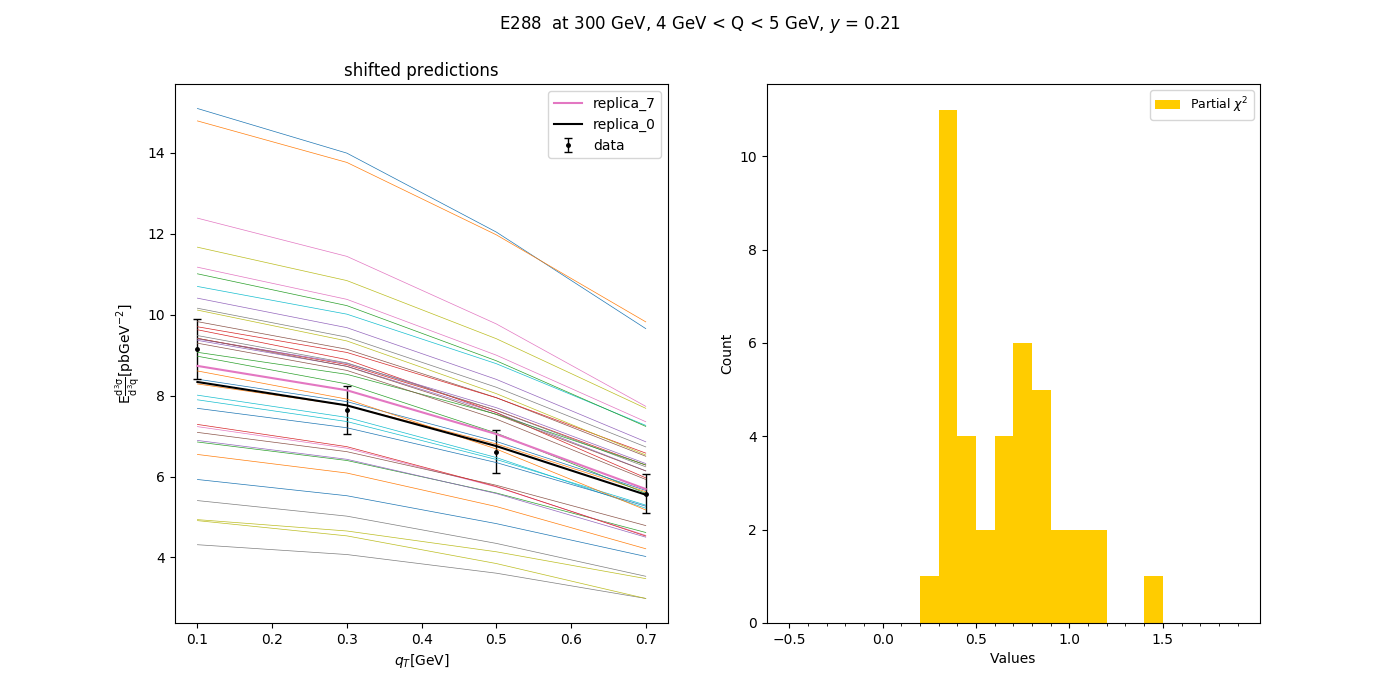 E288 at 300 GeV, 4 GeV < Q < 5 GeV, y = 0.21
shifted predictions
replica_7
replica_0
data
14
12
10
8
6
4
E d³σ/d³q [pbGeV⁻²]
0.1 0.2 0.3 0.4 0.5 0.6 0.7
q_T[GeV]
Partial χ²
10
8
6
4
2
0
Count
−0.5 0.0 0.5 1.0 1.5
Values